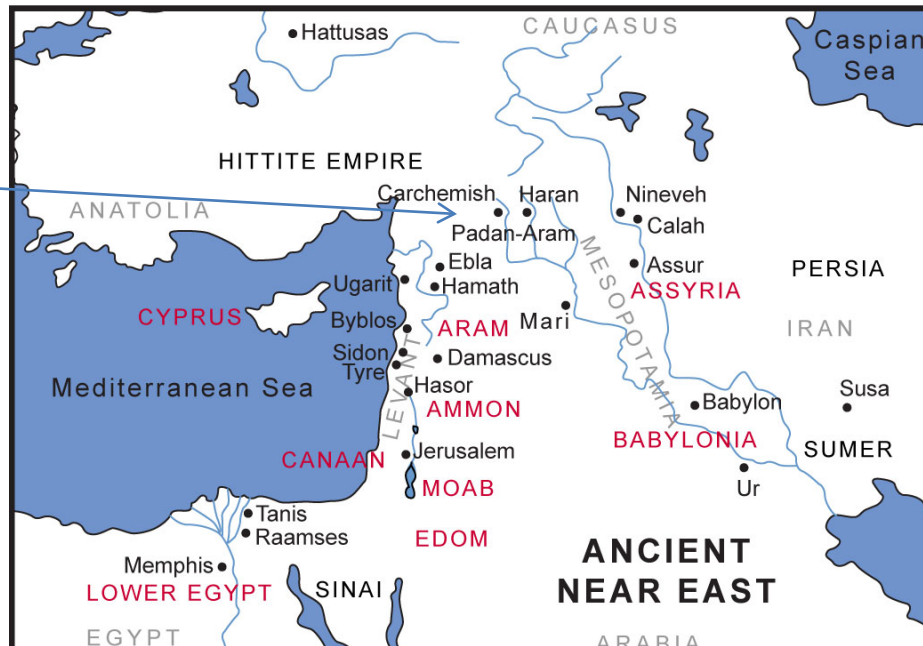 CAUCASUS
Hattusas
Caspian
Sea
HITTITE EMPIRE
Carchemish
Haran
Nineveh
ANATOLIA
Calah
Padan-Aram
MESOPOTAMIA
Ebla
Assur
PERSIA
Ugarit
Hamath
ASSYRIA
CYPRUS
Mari
Byblos
ARAM
IRAN
Sidon
Tyre
Damascus
LEVANT
Mediterranean Sea
Hasor
Susa
AMMON
Babylon
BABYLONIA
SUMER
CANAAN
Jerusalem
MOAB
Ur
Tanis
Raamses
EDOM
ANCIENT
NEAR EAST
Memphis
LOWER EGYPT
SINAI
EGYPT
ARABIA